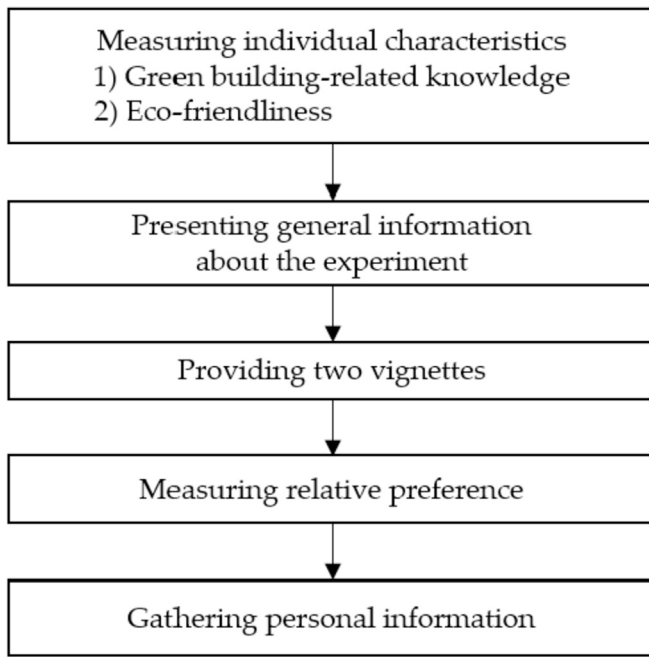 Measuring individual characteristics
1) Green building-related knowledge
2) Eco-friendliness
Presenting general information
about the experiment
Providing two vignettes
Measuring relative preference
Gathering personal information